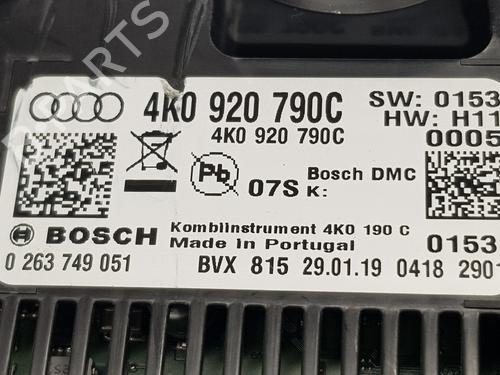 4K0 920 790C
4K0 920 790C
SW: 0153
HW: H11
0005
Pb
07S
Bosch DMC
K:
BOSCH
Kombiinstrument 4K0 190 C
Made in Portugal
0153
0 263 749 051
BVX 815 29.01.19 0418 2901
PARTS